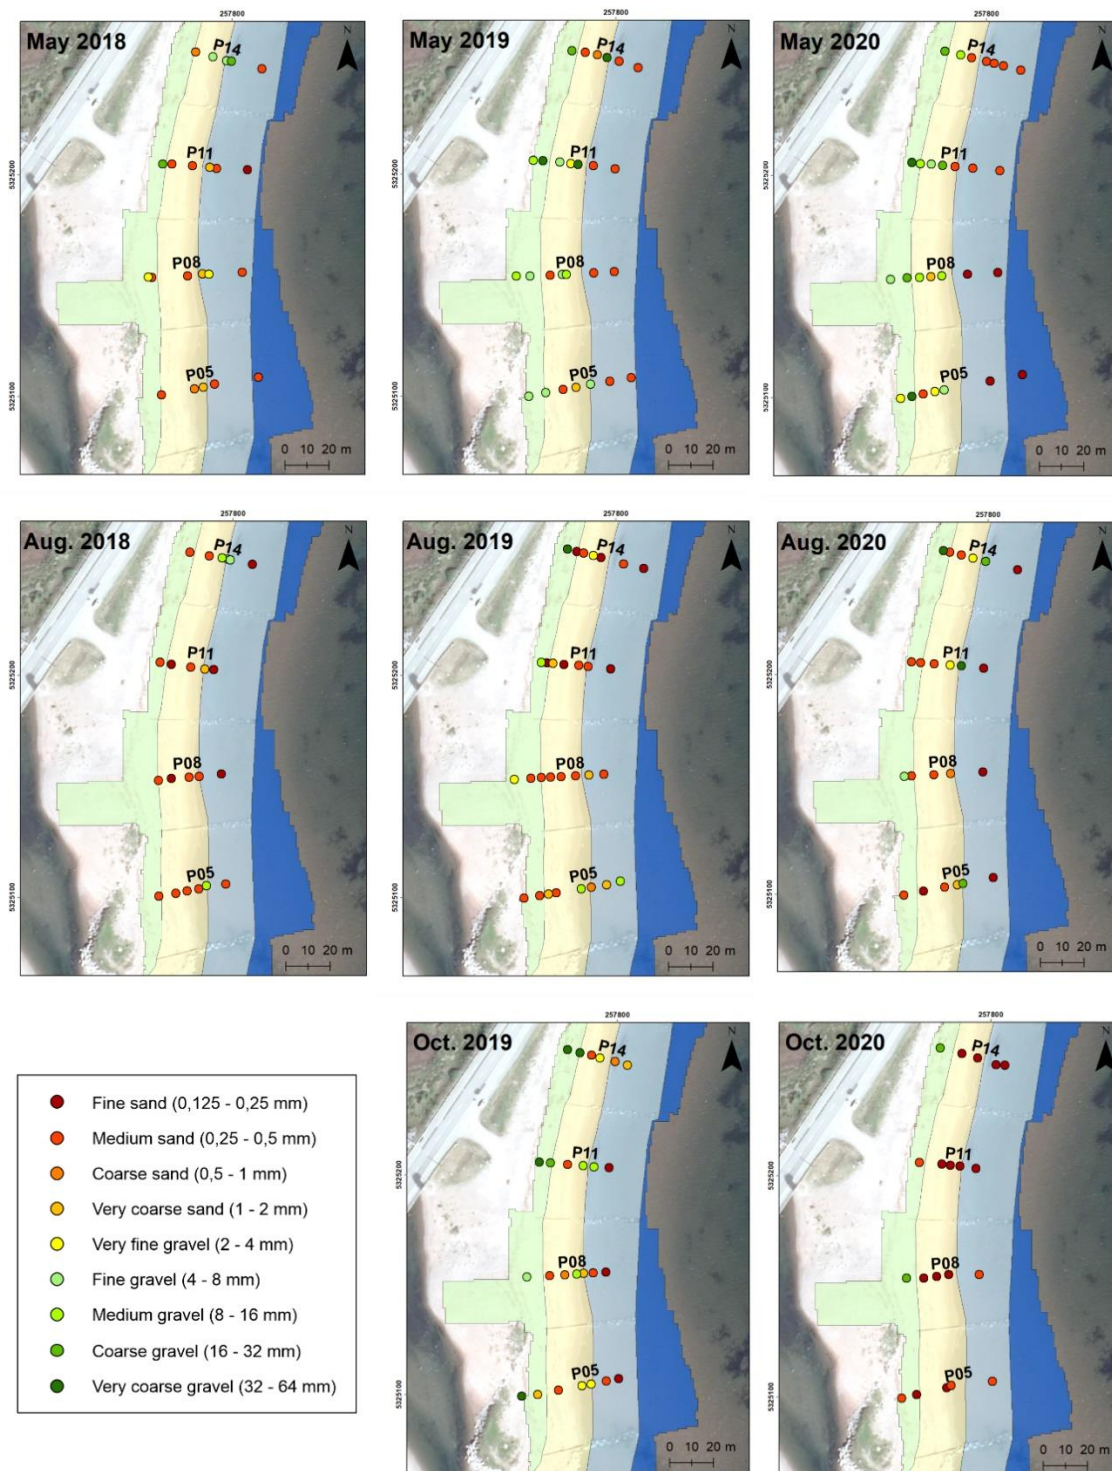 257800
257800
257800
May 2018
N
P14
P11
P08
P05
5325200
5325100
0 10 20 m
May 2019
N
P14
P11
P08
P05
5325200
5325100
0 10 20 m
May 2020
N
P14
P11
P08
P05
5325200
5325100
0 10 20 m
257800
257800
257800
Aug. 2018
N
P14
P11
P08
P05
5325200
5325100
0 10 20 m
Aug. 2019
N
P14
P11
P08
P05
5325200
5325100
0 10 20 m
Aug. 2020
N
P14
P11
P08
P05
5325200
5325100
0 10 20 m
257800
257800
Oct. 2019
N
P14
P11
P08
P05
5325200
5325100
0 10 20 m
Oct. 2020
N
P14
P11
P08
P05
5325200
5325100
0 10 20 m
Fine sand (0,125 - 0,25 mm)
Medium sand (0,25 - 0,5 mm)
Coarse sand (0,5 - 1 mm)
Very coarse sand (1 - 2 mm)
Very fine gravel (2 - 4 mm)
Fine gravel (4 - 8 mm)
Medium gravel (8 - 16 mm)
Coarse gravel (16 - 32 mm)
Very coarse gravel (32 - 64 mm)